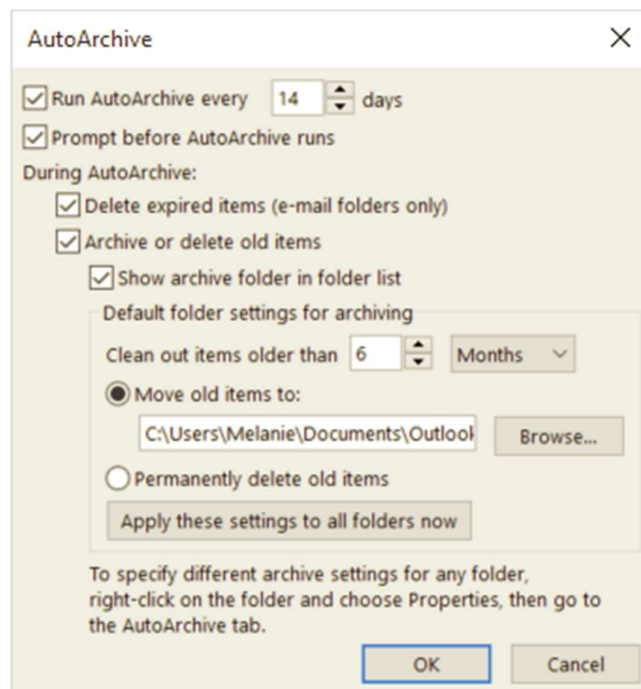 AutoArchive
Run AutoArchive every 14 days
Prompt before AutoArchive runs
During AutoArchive:
Delete expired items (e-mail folders only)
Archive or delete old items
Show archive folder in folder list
Default folder settings for archiving
Clean out items older than 6 Months
Move old items to:
C:\Users\Melanie\Documents\Outlook Browse...
Permanently delete old items
Apply these settings to all folders now
To specify different archive settings for any folder,
right-click on the folder and choose Properties, then go to
the AutoArchive tab.
OK Cancel